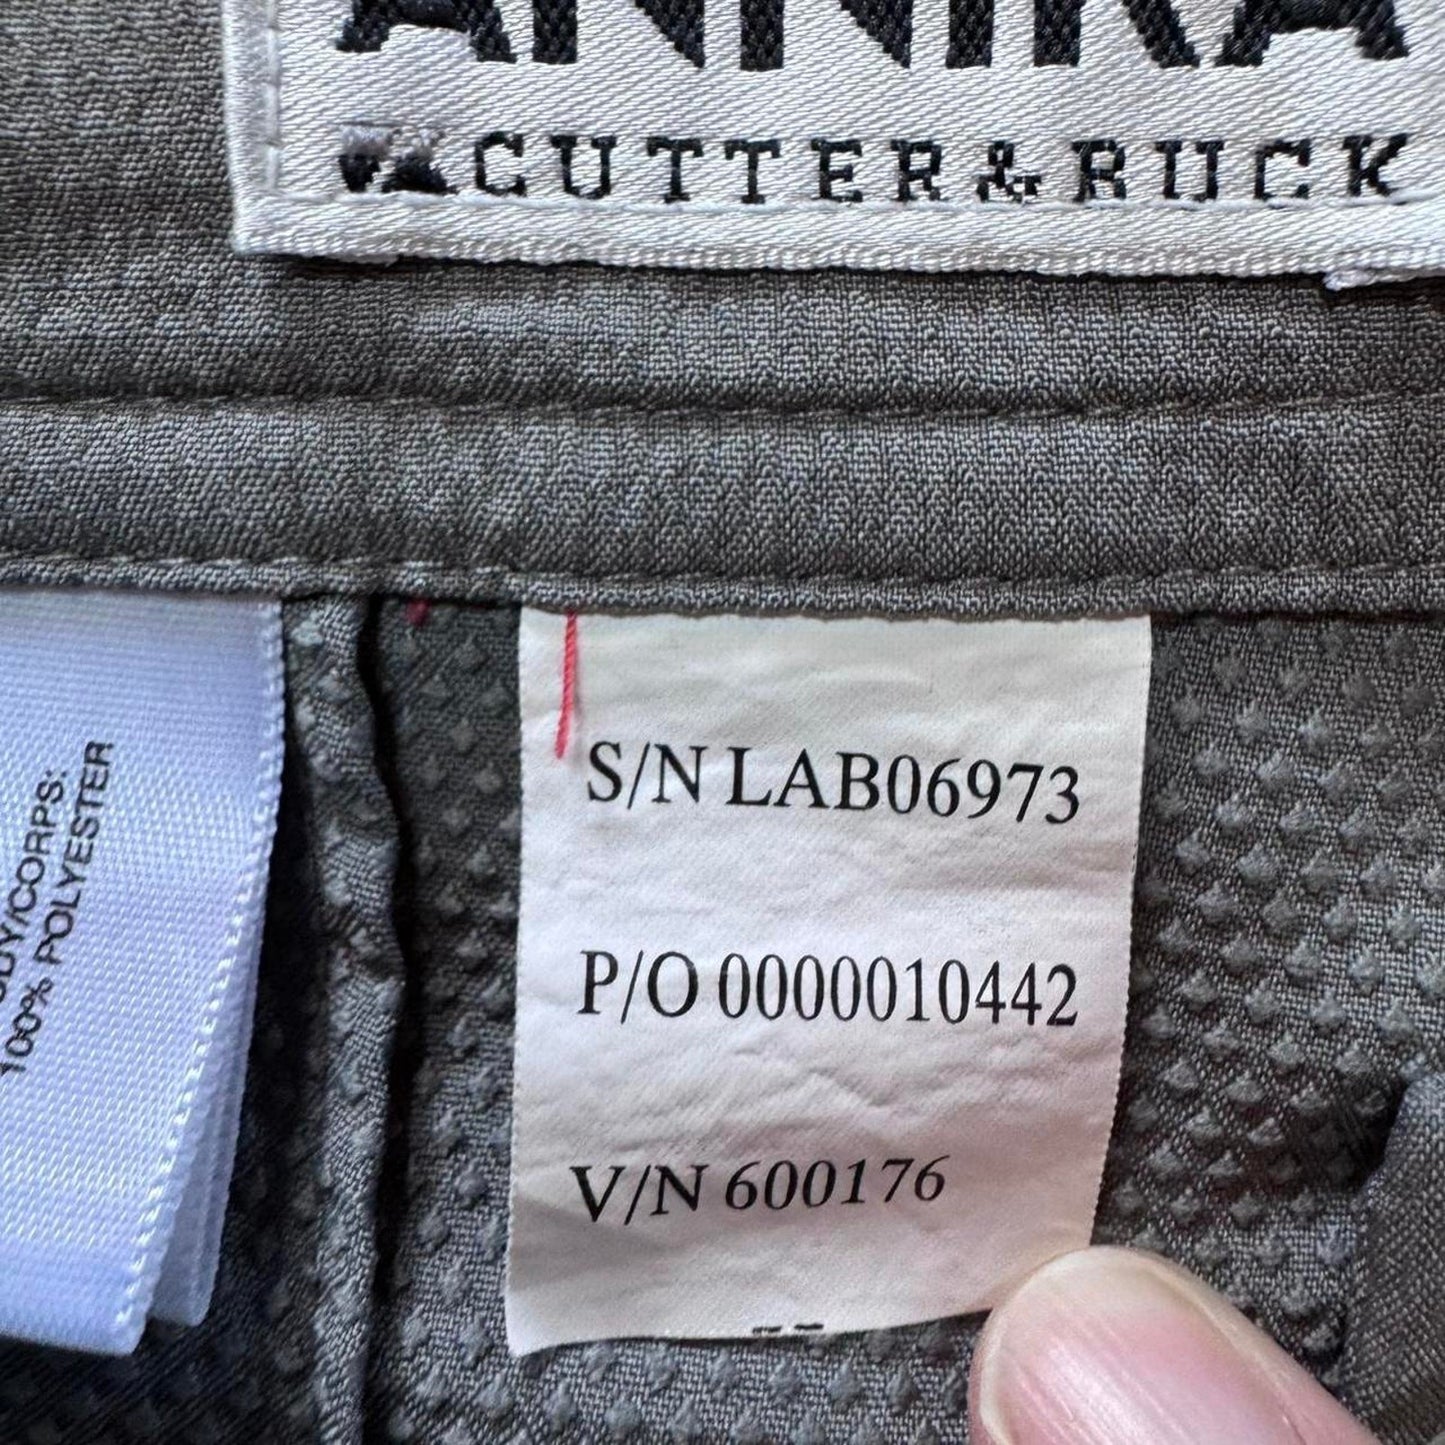 ANNIKA
CUTTER & BUCK
S/N LAB06973
P/O 0000010442
V/N 600176
BODY/CORPS:
100% POLYESTER